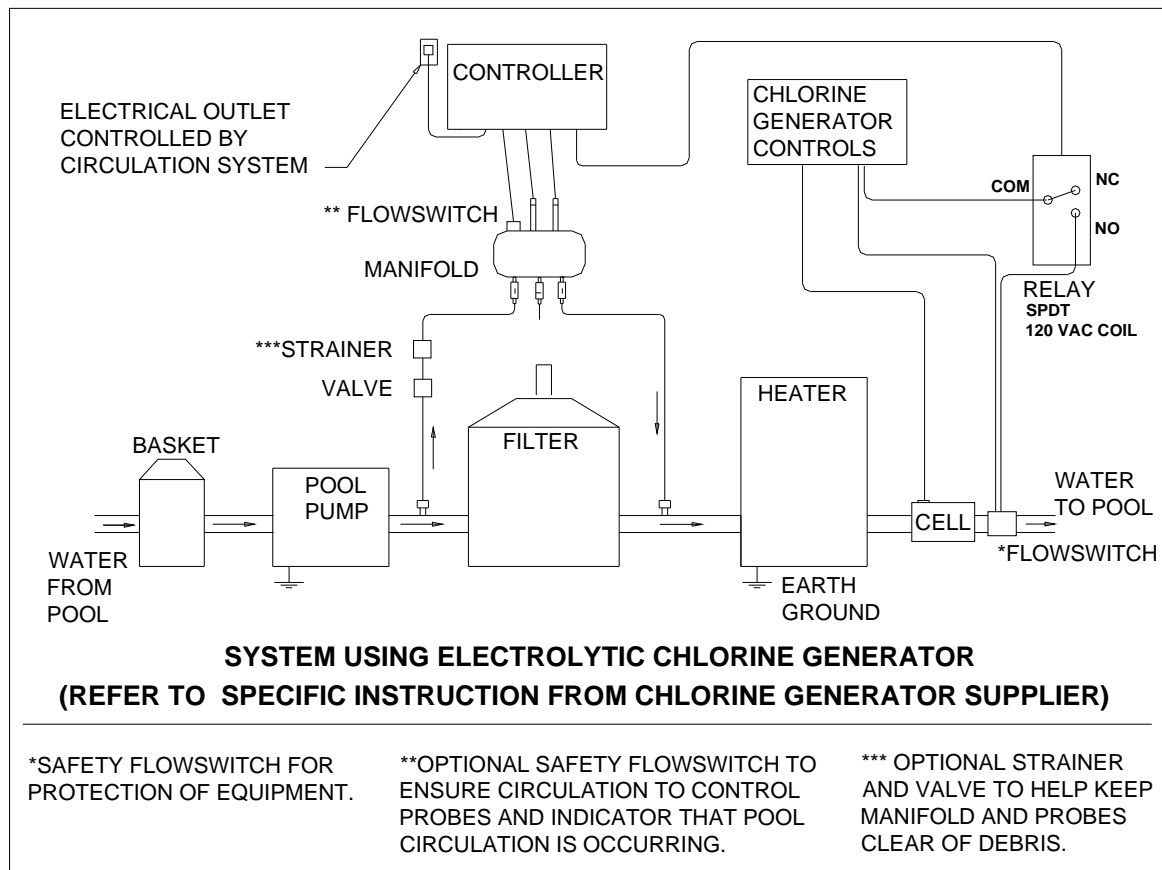 CONTROLLER
ELECTRICAL OUTLET
CONTROLLED BY
CIRCULATION SYSTEM
CHLORINE
GENERATOR
CONTROLS
COM
NC
NO
** FLOWSWITCH
MANIFOLD
RELAY
SPDT
120 VAC COIL
***STRAINER
VALVE
BASKET
POOL
PUMP
FILTER
HEATER
CELL
WATER
TO POOL
*FLOWSWITCH
WATER
FROM
POOL
EARTH
GROUND
SYSTEM USING ELECTROLYTIC CHLORINE GENERATOR
(REFER TO SPECIFIC INSTRUCTION FROM CHLORINE GENERATOR SUPPLIER)
*SAFETY FLOWSWITCH FOR
PROTECTION OF EQUIPMENT.
**OPTIONAL SAFETY FLOWSWITCH TO
ENSURE CIRCULATION TO CONTROL
PROBES AND INDICATOR THAT POOL
CIRCULATION IS OCCURRING.
*** OPTIONAL STRAINER
AND VALVE TO HELP KEEP
MANIFOLD AND PROBES
CLEAR OF DEBRIS.